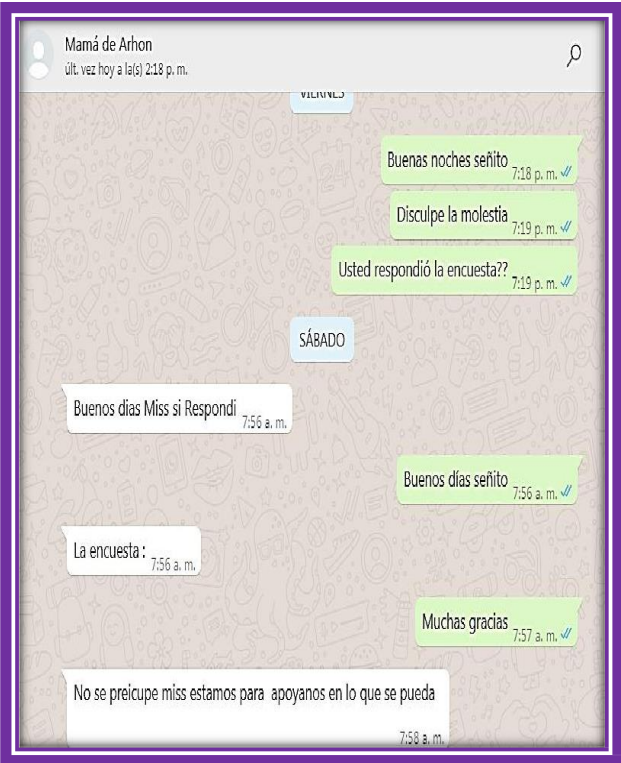 Mamá de Arhon
últ. vez hoy a la(s) 2:18 p. m.
VIERNES
Buenas noches señito
7:18 p. m.
Disculpe la molestia
7:19 p. m.
Usted respondió la encuesta??
7:19 p. m.
SÁBADO
Buenos dias Miss si Respondi
7:56 a. m.
Buenos días señito
7:56 a. m.
La encuesta :
7:56 a. m.
Muchas gracias
7:57 a. m.
No se preicupe miss estamos para apoyanos en lo que se pueda
7:58 a. m.